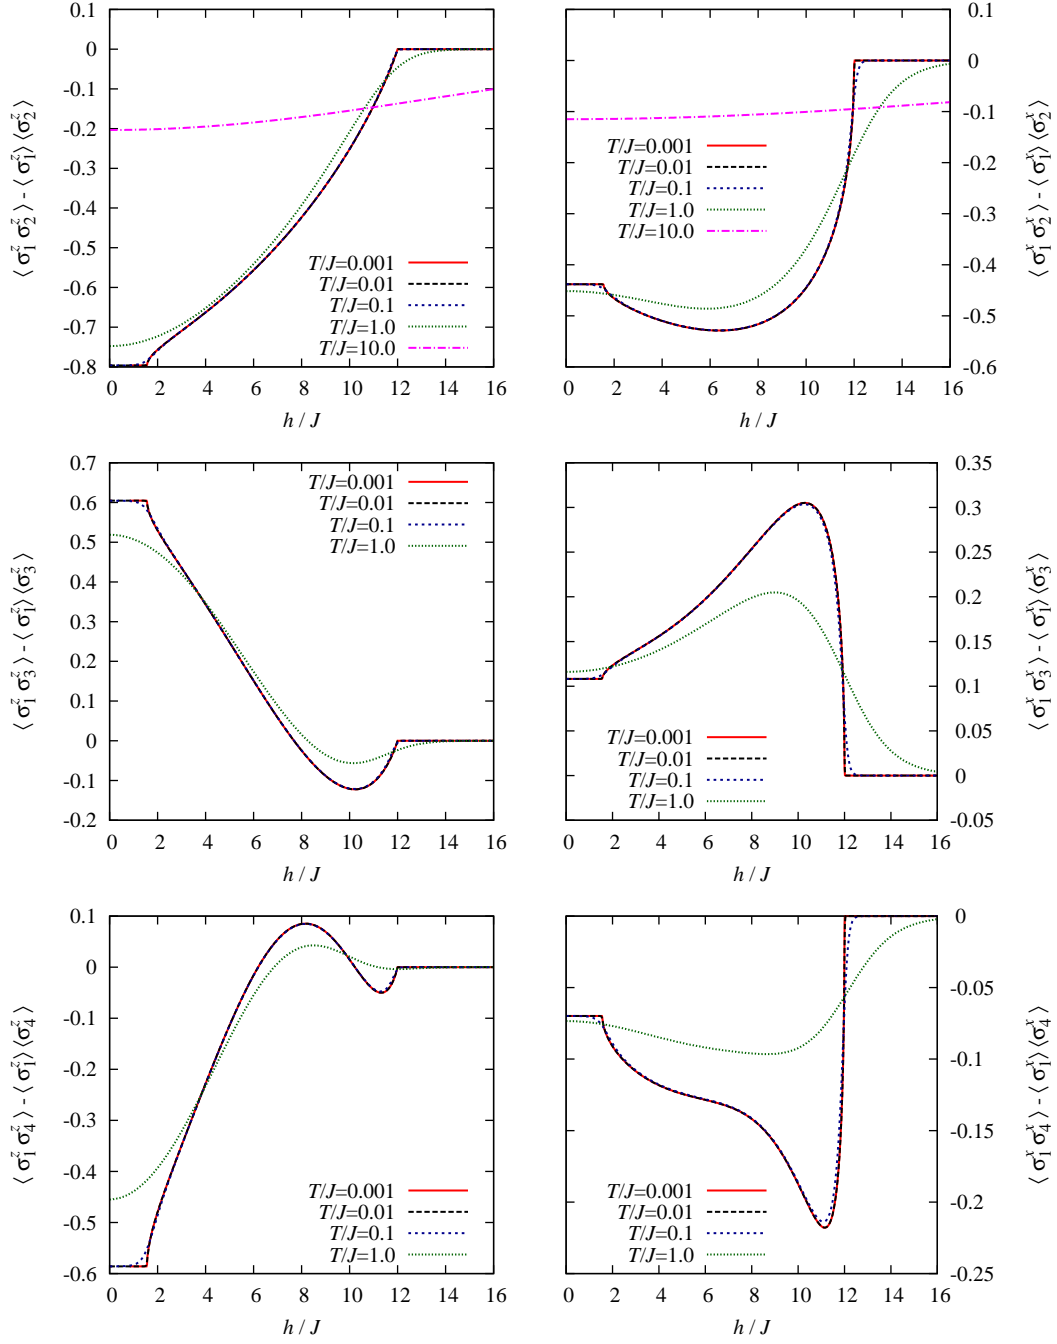 0.1
0
-0.1
-0.2
-0.3
-0.4
-0.5
-0.6
-0.7
-0.8
0 2 4 6 8 10 12 14 16
h / J
⟨ σ₁ᶻ σ₂ᶻ ⟩ - ⟨ σ₁ᶻ ⟩ ⟨σ₂ᶻ ⟩
T/J=0.001
T/J=0.01
T/J=0.1
T/J=1.0
T/J=10.0
0.1
0
-0.1
-0.2
-0.3
-0.4
-0.5
-0.6
0 2 4 6 8 10 12 14 16
h / J
⟨ σ₁ˣ σ₂ˣ ⟩ - ⟨ σ₁ˣ ⟩ ⟨σ₂ˣ ⟩
T/J=0.001
T/J=0.01
T/J=0.1
T/J=1.0
T/J=10.0
0.7
0.6
0.5
0.4
0.3
0.2
0.1
0
-0.1
-0.2
0 2 4 6 8 10 12 14 16
h / J
⟨ σ₁ᶻ σ₃ᶻ ⟩ - ⟨ σ₁ᶻ ⟩ ⟨σ₃ᶻ ⟩
T/J=0.001
T/J=0.01
T/J=0.1
T/J=1.0
0.35
0.3
0.25
0.2
0.15
0.1
0.05
0
-0.05
0 2 4 6 8 10 12 14 16
h / J
⟨ σ₁ˣ σ₃ˣ ⟩ - ⟨ σ₁ˣ ⟩ ⟨σ₃ˣ ⟩
T/J=0.001
T/J=0.01
T/J=0.1
T/J=1.0
0.1
0
-0.1
-0.2
-0.3
-0.4
-0.5
-0.6
0 2 4 6 8 10 12 14 16
h / J
⟨ σ₁ᶻ σ₄ᶻ ⟩ - ⟨ σ₁ᶻ ⟩ ⟨σ₄ᶻ ⟩
T/J=0.001
T/J=0.01
T/J=0.1
T/J=1.0
0
-0.05
-0.1
-0.15
-0.2
-0.25
0 2 4 6 8 10 12 14 16
h / J
⟨ σ₁ˣ σ₄ˣ ⟩ - ⟨ σ₁ˣ ⟩ ⟨σ₄ˣ ⟩
T/J=0.001
T/J=0.01
T/J=0.1
T/J=1.0